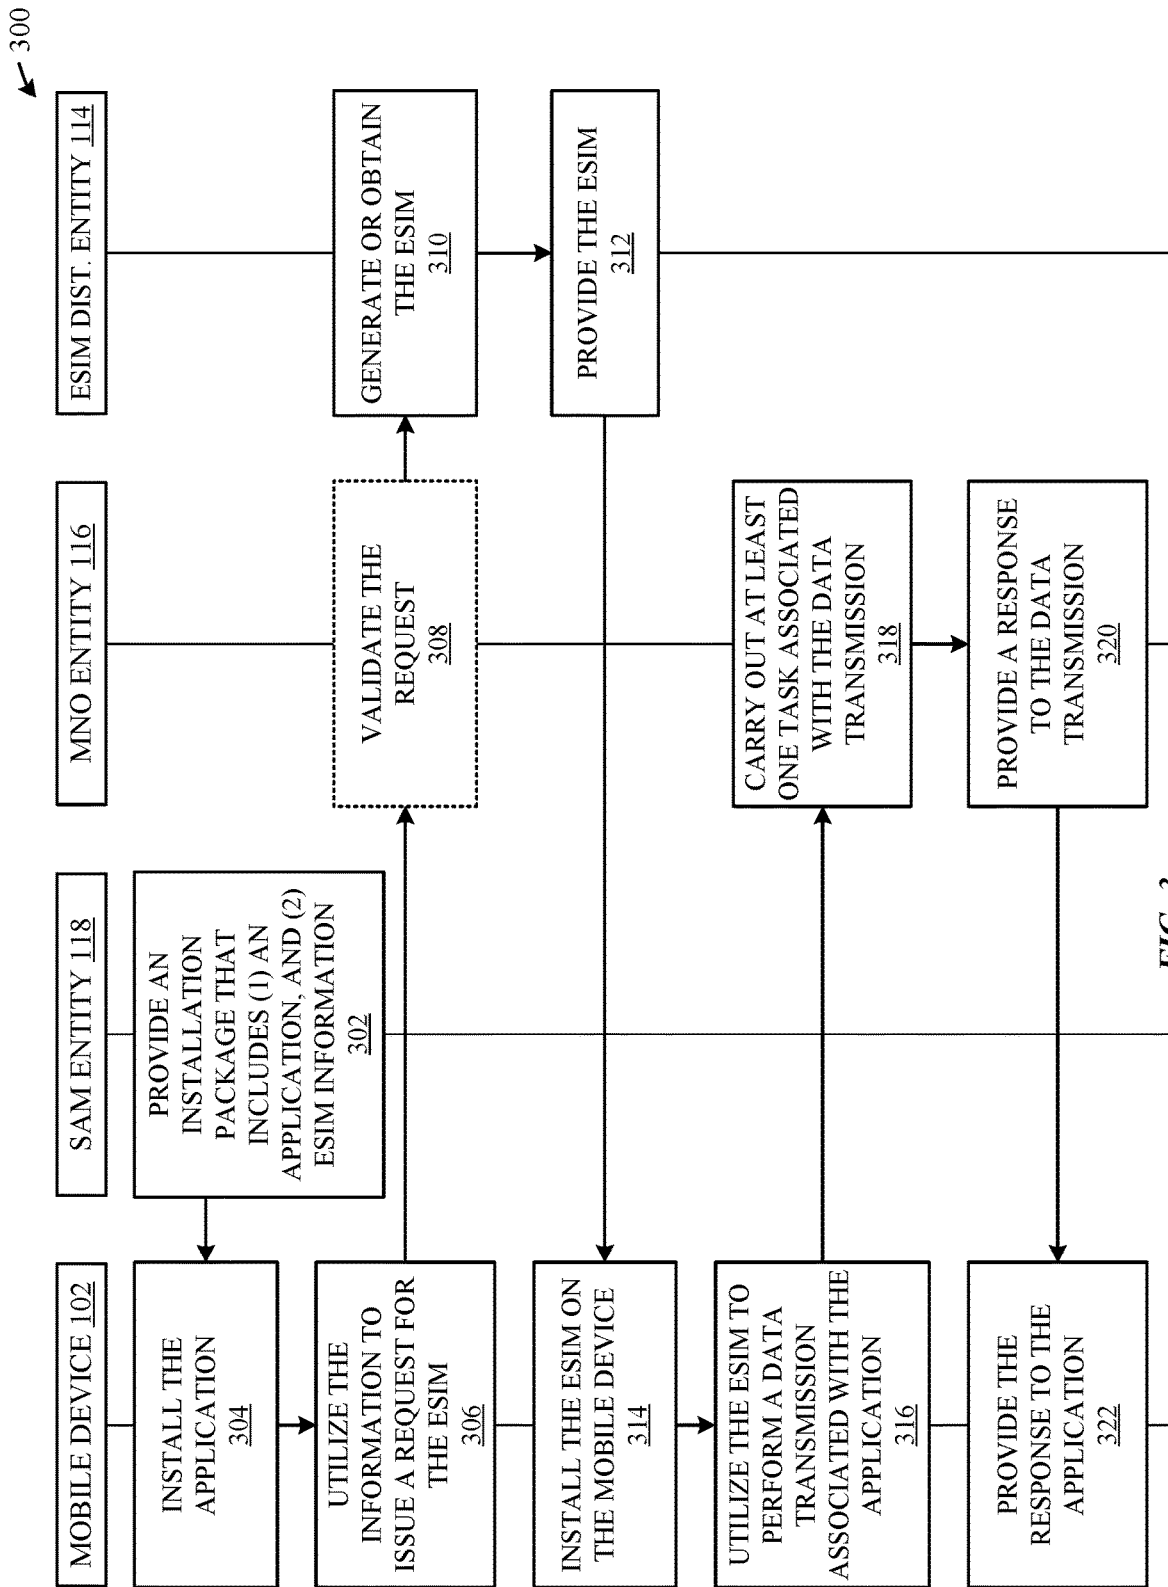 300
MOBILE DEVICE 102
SAM ENTITY 118
MNO ENTITY 116
ESIM DIST. ENTITY 114
PROVIDE AN
INSTALLATION
PACKAGE THAT
INCLUDES (1) AN
APPLICATION, AND (2)
ESIM INFORMATION
302
INSTALL THE
APPLICATION
304
UTILIZE THE
INFORMATION TO
ISSUE A REQUEST FOR
THE ESIM
306
VALIDATE THE
REQUEST
308
GENERATE OR OBTAIN
THE ESIM
310
PROVIDE THE ESIM
312
INSTALL THE ESIM ON
THE MOBILE DEVICE
314
UTILIZE THE ESIM TO
PERFORM A DATA
TRANSMISSION
ASSOCIATED WITH THE
APPLICATION
316
CARRY OUT AT LEAST
ONE TASK ASSOCIATED
WITH THE DATA
TRANSMISSION
318
PROVIDE A RESPONSE
TO THE DATA
TRANSMISSION
320
PROVIDE THE
RESPONSE TO THE
APPLICATION
322
FIG. 3